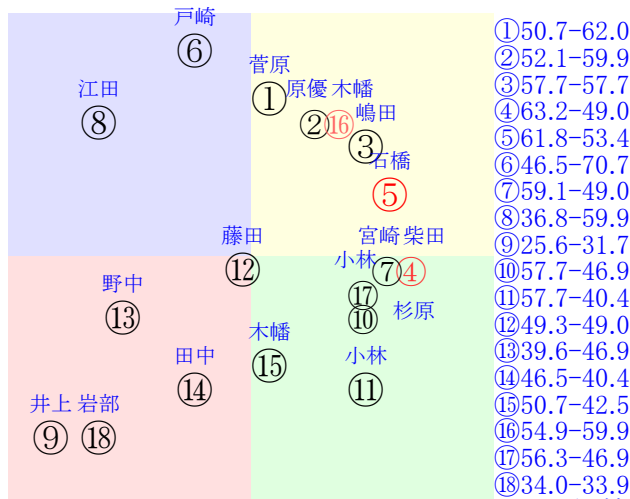 戸崎
⑥
菅原
①
江田
⑧
原優 木幡
② ⑯
嶋田
③
石橋
⑤
藤田
⑫
宮崎 柴田
⑦ ④
小林
⑰
野中
⑬
⑩ 杉原
木幡
⑮
田中
⑭
小林
⑪
井上 岩部
⑨ ⑱
①50.7-62.0
②52.1-59.9
③57.7-57.7
④63.2-49.0
⑤61.8-53.4
⑥46.5-70.7
⑦59.1-49.0
⑧36.8-59.9
⑨25.6-31.7
⑩57.7-46.9
⑪57.7-40.4
⑫49.3-49.0
⑬39.6-46.9
⑭46.5-40.4
⑮50.7-42.5
⑯54.9-59.9
⑰56.3-46.9
⑱34.0-33.9